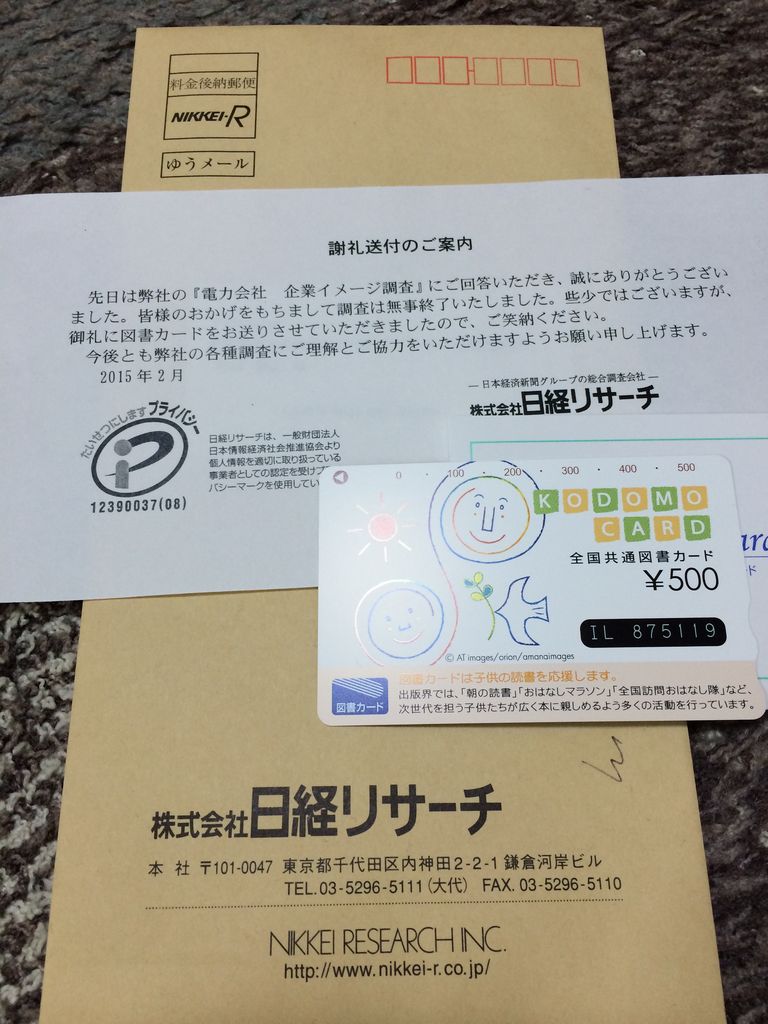 料金後納郵便
NIKKEI-R
ゆうメール
謝礼送付のご案内
先日は弊社の『電力会社 企業イメージ調査』にご回答いただき、誠にありがとうござい
ました。皆様のおかげをもちまして調査は無事終了いたしました。些少ではございますが、
御礼に図書カードをお送りさせていただきましたので、ご笑納ください。
今後とも弊社の各種調査にご理解とご協力をいただけますようお願い申し上げます。
2015年2月
― 日本経済新聞グループの総合調査会社 ―
株式会社日経リサーチ
たいせつにします プライバシー
12390037(08)
日経リサーチは、一般財団法人
日本情報経済社会推進協会より
個人情報を適切に取り扱っている
事業者としての認定を受けプ
バシーマークを使用してい
0 ・ 100 ・ 200 ・ 300 ・ 400 ・ 500
KODOMO
CARD
全国共通図書カード
¥500
IL 875119
© AT images/orion/amanaimages
図書カードは子供の読書を応援します。
図書カード
出版界では、「朝の読書」「おはなしマラソン」「全国訪問おはなし隊」など、
次世代を担う子供たちが広く本に親しめるよう多くの活動を行っています。
株式会社日経リサーチ
本 社 〒101-0047 東京都千代田区内神田2-2-1 鎌倉河岸ビル
TEL.03-5296-5111(大代) FAX. 03-5296-5110
NIKKEI RESEARCH INC.
http://www.nikkei-r.co.jp/